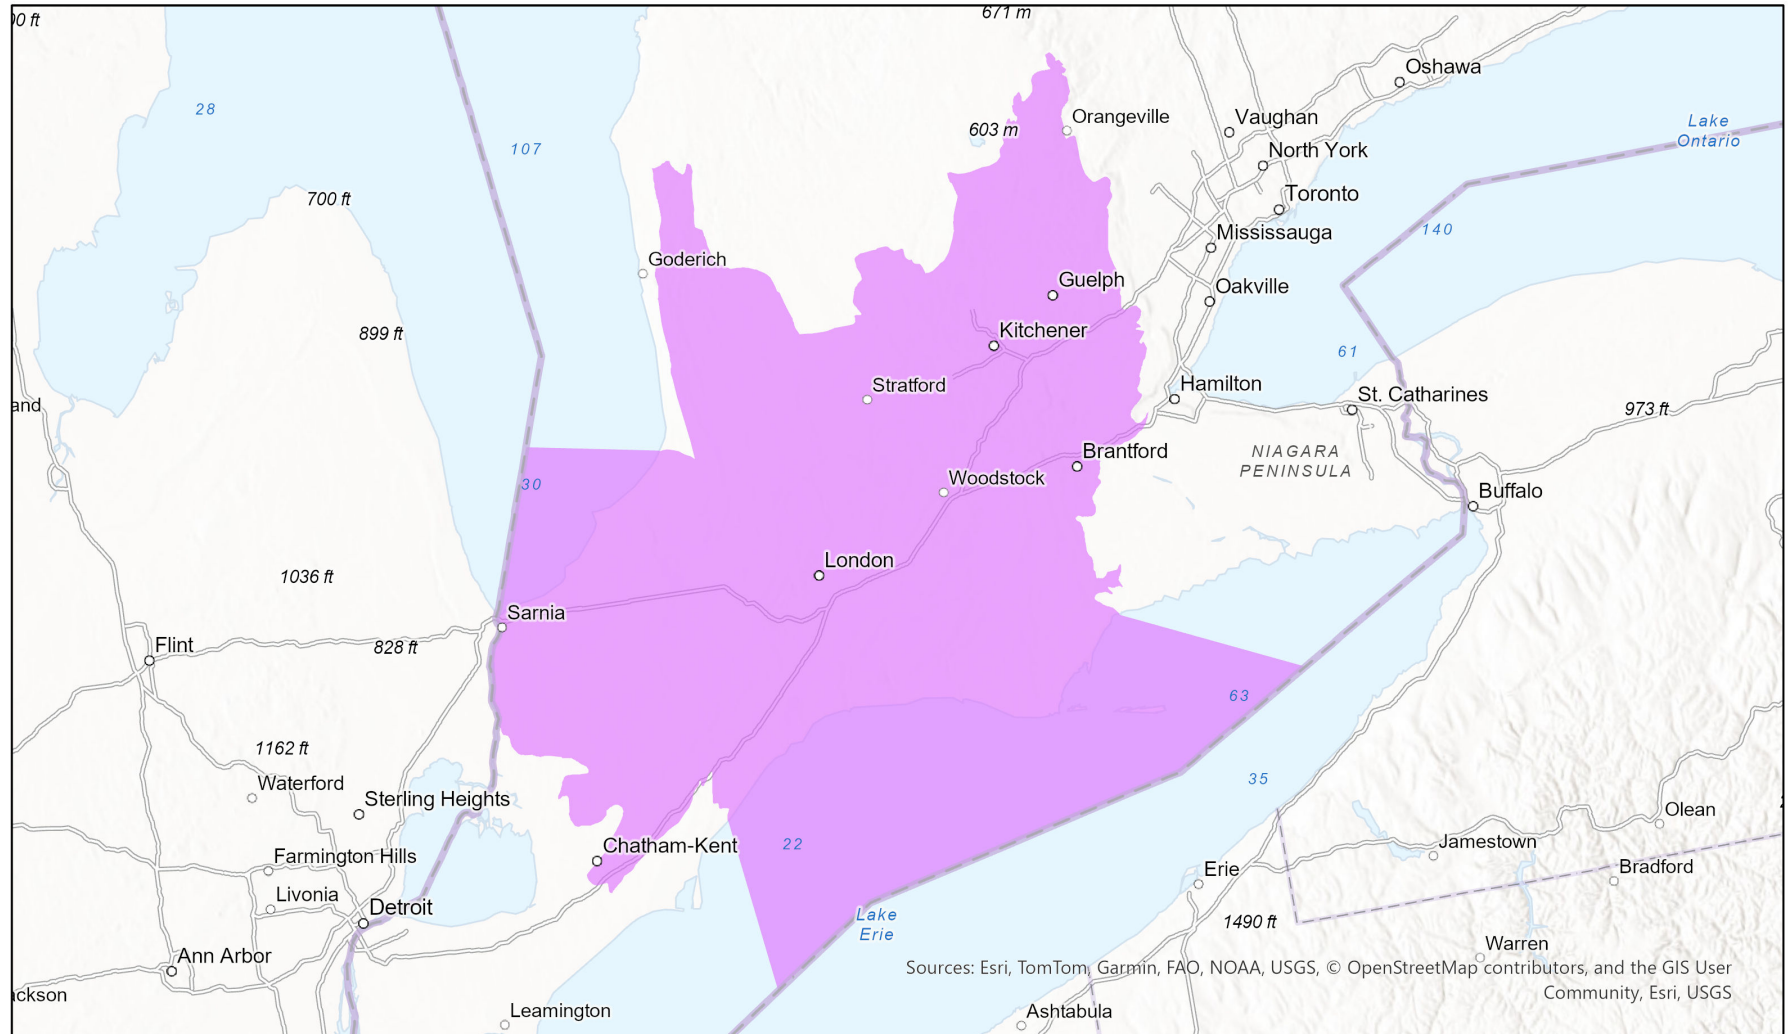 671 m
Oshawa
28
Orangeville
Vaughan
Lake
Ontario
603 m
107
North York
700 ft
Toronto
Mississauga
140
Goderich
Guelph
Oakville
899 ft
Kitchener
61
Stratford
Hamilton
St. Catharines
973 ft
Brantford
NIAGARA
PENINSULA
Woodstock
30
Buffalo
London
1036 ft
Sarnia
Flint
828 ft
63
1162 ft
Waterford
Sterling Heights
35
Olean
22
Chatham-Kent
Jamestown
Farmington Hills
Bradford
Erie
Livonia
Detroit
Lake
Erie
1490 ft
Warren
Ann Arbor
Sources: Esri, TomTom, Garmin, FAO, NOAA, USGS, © OpenStreetMap contributors, and the GIS User
Community, Esri, USGS
Leamington
Ashtabula